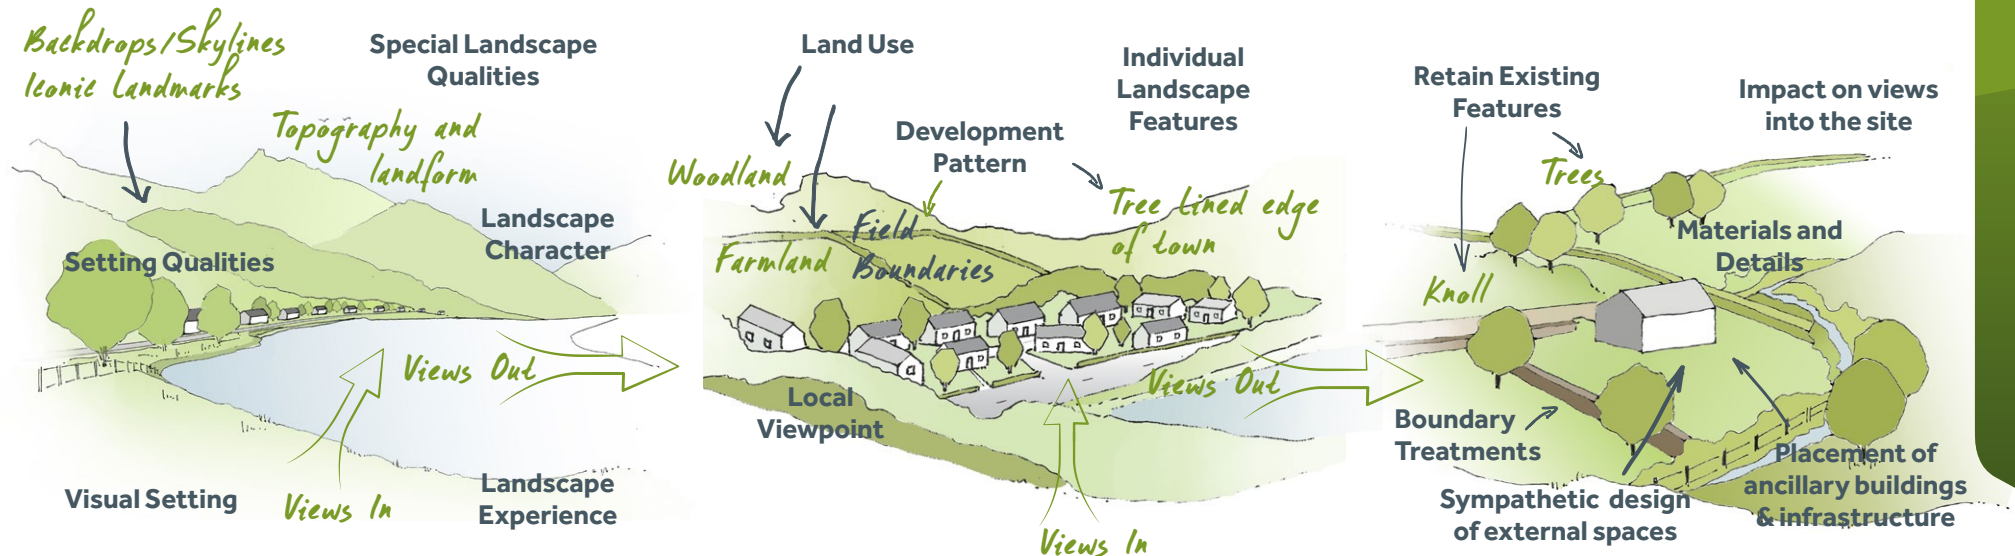 Backdrops/Skylines
Iconic Landmarks
Special Landscape
Qualities
Topography and
landform
Landscape
Character
Setting Qualities
Views Out
Visual Setting
Views In
Landscape
Experience
Land Use
Individual
Landscape
Features
Development
Pattern
Woodland
Tree lined edge
of town
Field
Boundaries
Farmland
Local
Viewpoint
Views Out
Views In
Retain Existing
Features
Impact on views
into the site
Trees
Materials and
Details
Knoll
Boundary
Treatments
Sympathetic design
of external spaces
Placement of
ancillary buildings
& infrastructure